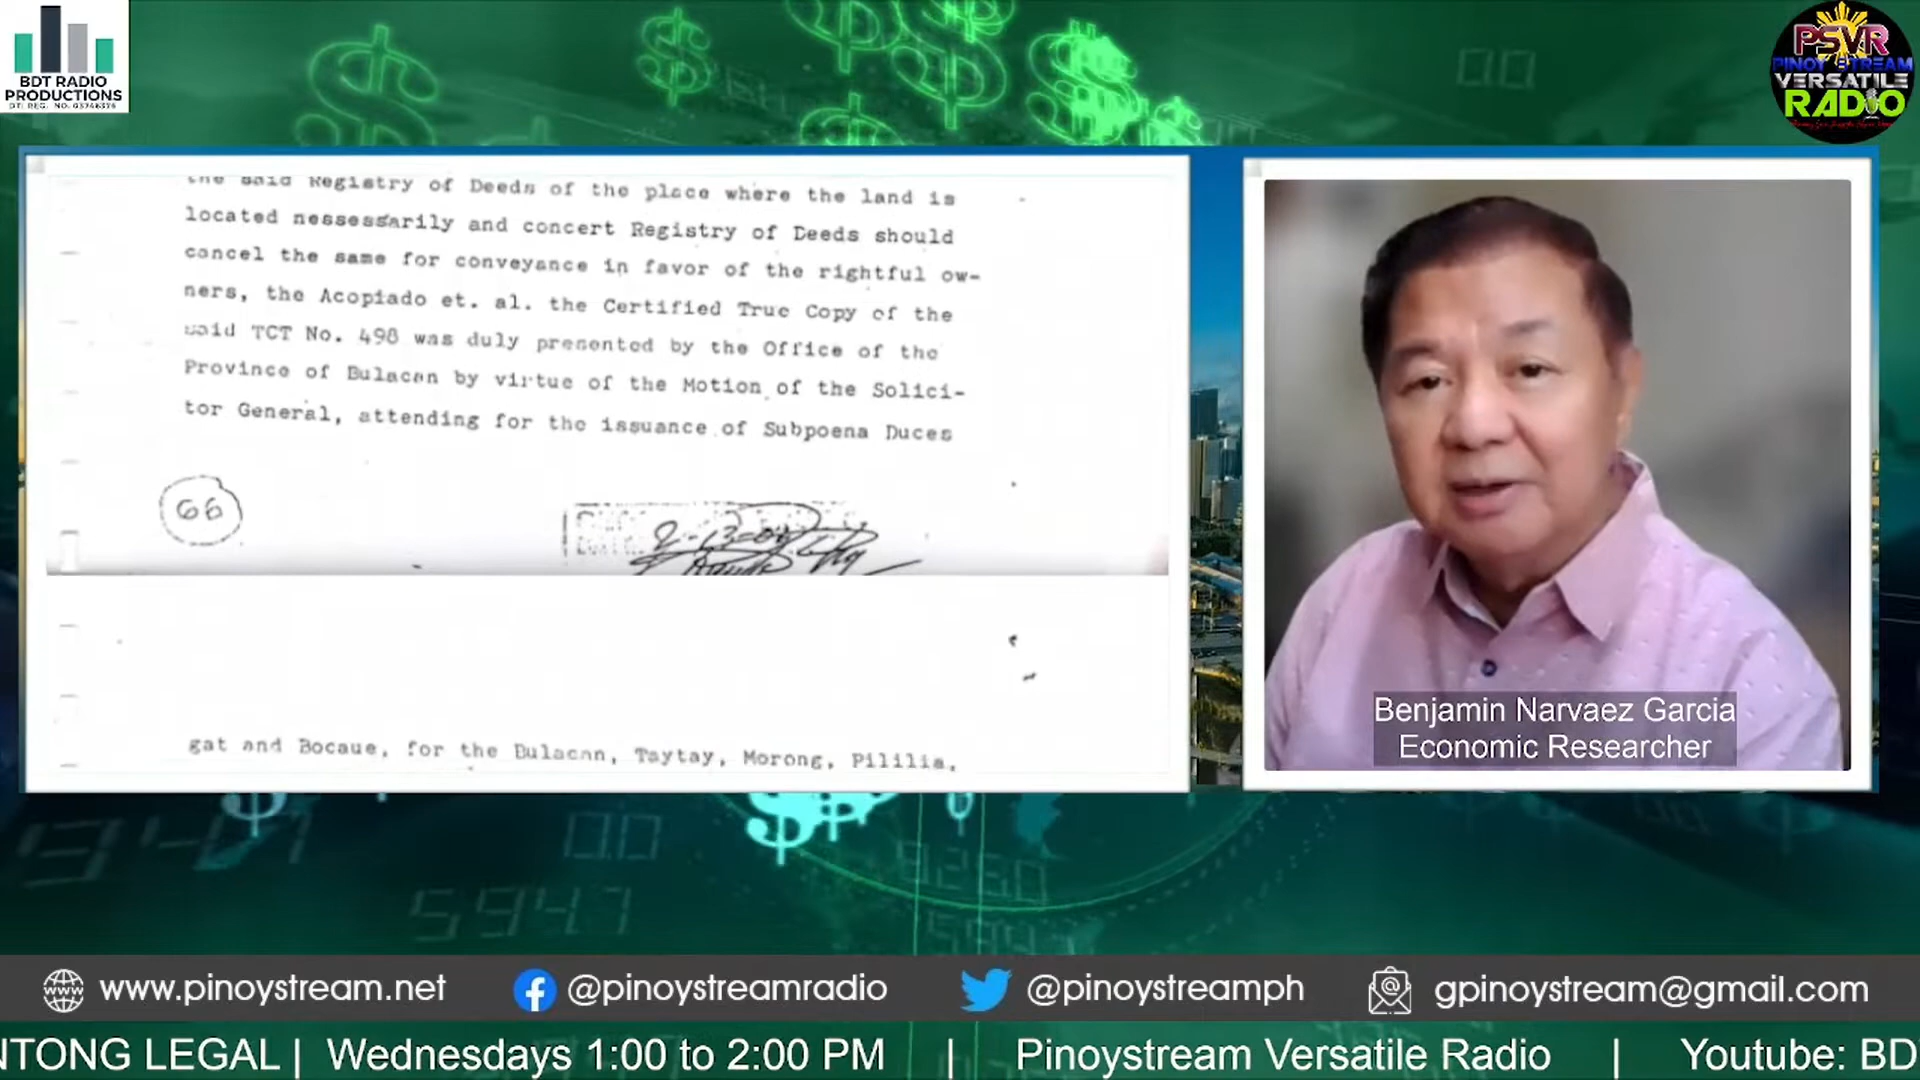 BDT RADIO
PRODUCTIONS
DTI REG. NO. 03748376
PSVR
PINOY STREAM
VERSATILE
RADIO
the said Registry of Deeds of the place where the land is
located nessessarily and concert Registry of Deeds should
cancel the same for conveyance in favor of the rightful ow-
ners, the Acopiado et. al. the Certified True Copy of the
said TCT No. 498 was duly presented by the Office of the
Province of Bulacan by virtue of the Motion of the Solici-
tor General, attending for the issuance of Subpoena Duces
66
gat and Bocaue, for the Bulacan, Taytay, Morong, Pililia,
Benjamin Narvaez Garcia
Economic Researcher
5947
www.pinoystream.net
@pinoystreamradio
@pinoystreamph
gpinoystream@gmail.com
NTONG LEGAL | Wednesdays 1:00 to 2:00 PM | Pinoystream Versatile Radio | Youtube: BD